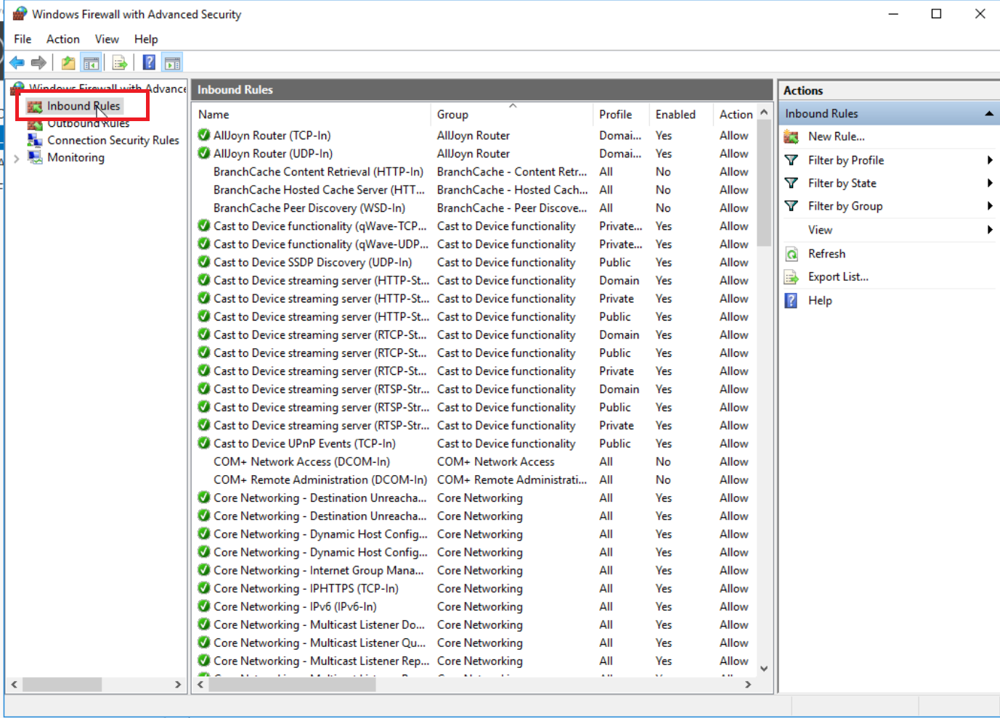 Windows Firewall with Advanced Security
File Action View Help
Windows Firewall with Advance
Inbound Rules
Outbound Rules
Connection Security Rules
Monitoring
Inbound Rules
Name Group Profile Enabled Action
AllJoyn Router (TCP-In) AllJoyn Router Domai... Yes Allow
AllJoyn Router (UDP-In) AllJoyn Router Domai... Yes Allow
BranchCache Content Retrieval (HTTP-In) BranchCache - Content Retr... All No Allow
BranchCache Hosted Cache Server (HTT... BranchCache - Hosted Cach... All No Allow
BranchCache Peer Discovery (WSD-In) BranchCache - Peer Discove... All No Allow
Cast to Device functionality (qWave-TCP... Cast to Device functionality Private... Yes Allow
Cast to Device functionality (qWave-UDP... Cast to Device functionality Private... Yes Allow
Cast to Device SSDP Discovery (UDP-In) Cast to Device functionality Public Yes Allow
Cast to Device streaming server (HTTP-St... Cast to Device functionality Domain Yes Allow
Cast to Device streaming server (HTTP-St... Cast to Device functionality Private Yes Allow
Cast to Device streaming server (HTTP-St... Cast to Device functionality Public Yes Allow
Cast to Device streaming server (RTCP-St... Cast to Device functionality Domain Yes Allow
Cast to Device streaming server (RTCP-St... Cast to Device functionality Public Yes Allow
Cast to Device streaming server (RTCP-St... Cast to Device functionality Private Yes Allow
Cast to Device streaming server (RTSP-Str... Cast to Device functionality Domain Yes Allow
Cast to Device streaming server (RTSP-Str... Cast to Device functionality Public Yes Allow
Cast to Device streaming server (RTSP-Str... Cast to Device functionality Private Yes Allow
Cast to Device UPnP Events (TCP-In) Cast to Device functionality Public Yes Allow
COM+ Network Access (DCOM-In) COM+ Network Access All No Allow
COM+ Remote Administration (DCOM-In) COM+ Remote Administrati... All No Allow
Core Networking - Destination Unreacha... Core Networking All Yes Allow
Core Networking - Destination Unreacha... Core Networking All Yes Allow
Core Networking - Dynamic Host Config... Core Networking All Yes Allow
Core Networking - Dynamic Host Config... Core Networking All Yes Allow
Core Networking - Internet Group Mana... Core Networking All Yes Allow
Core Networking - IPHTTPS (TCP-In) Core Networking All Yes Allow
Core Networking - IPv6 (IPv6-In) Core Networking All Yes Allow
Core Networking - Multicast Listener Do... Core Networking All Yes Allow
Core Networking - Multicast Listener Qu... Core Networking All Yes Allow
Core Networking - Multicast Listener Rep... Core Networking All Yes Allow
Actions
Inbound Rules
New Rule...
Filter by Profile
Filter by State
Filter by Group
View
Refresh
Export List...
Help